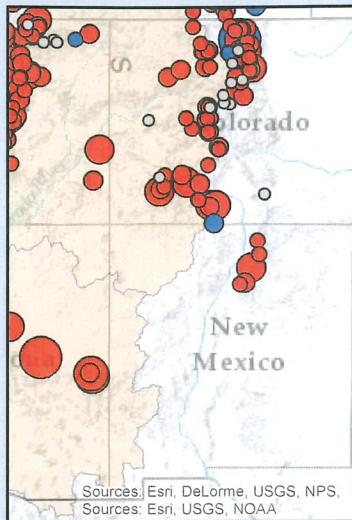 S
olorado
New
Mexico
Sources: Esri, DeLorme, USGS, NPS,
Sources: Esri, USGS, NOAA